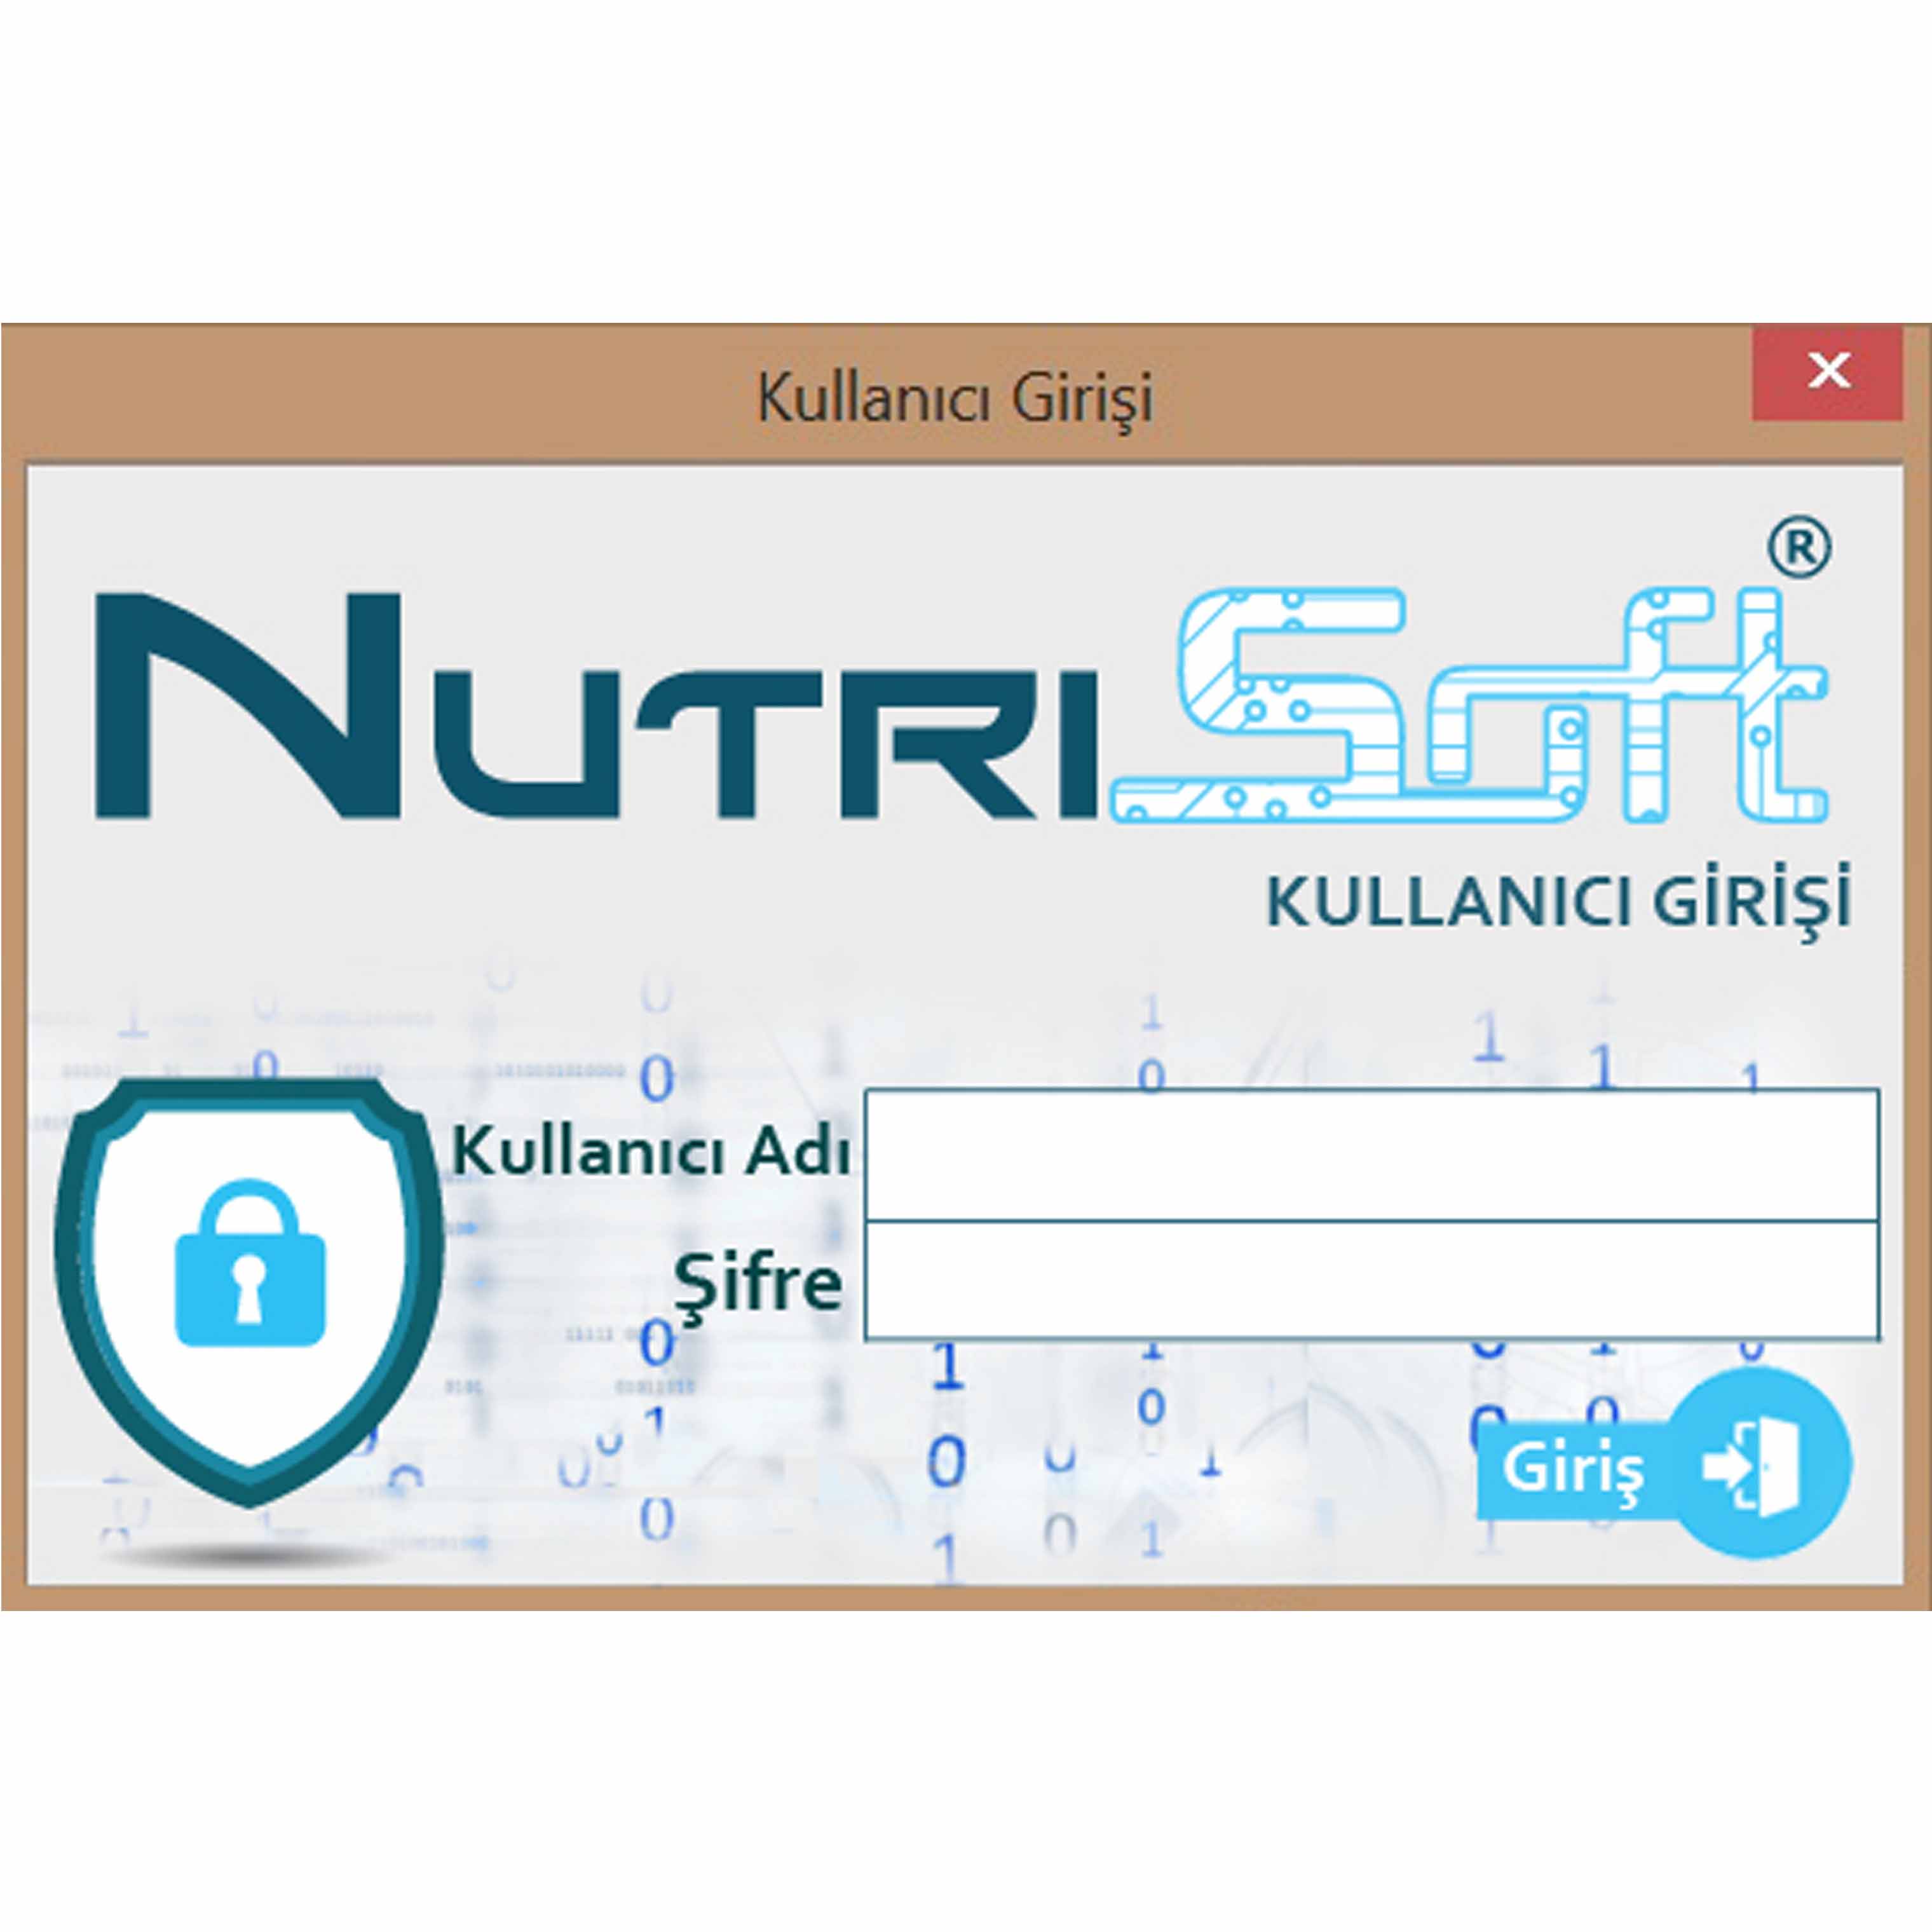 Kullanıcı Girişi
NUTRISoft®
KULLANICI GİRİŞİ
Kullanıcı Adı
Şifre
Giriş